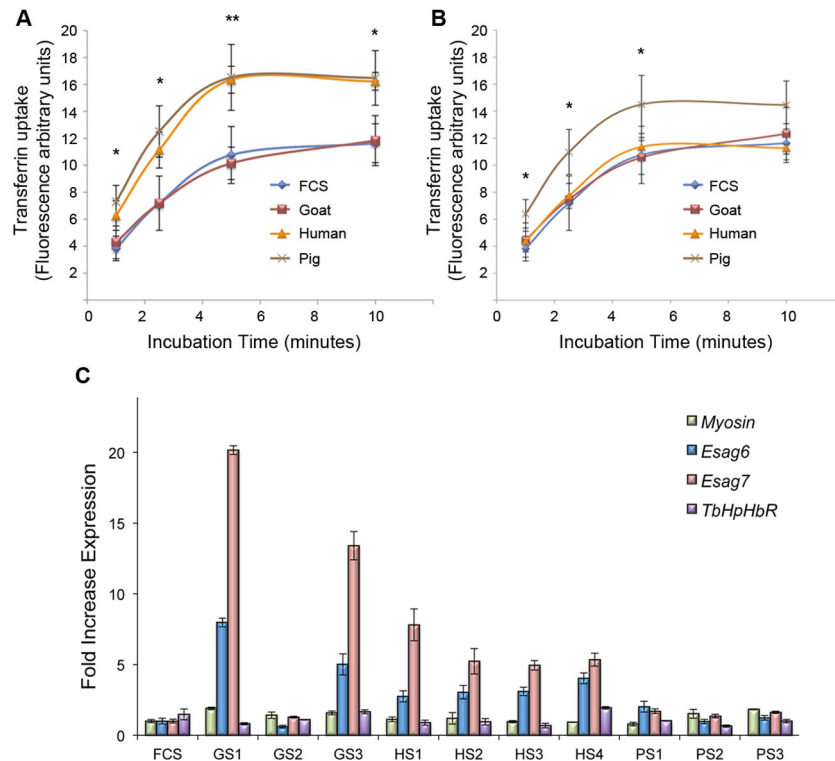 A
**
*
*
*
Transferrin uptake
(Fluorescence arbitrary units)
20
18
16
14
12
10
8
6
4
2
FCS
Goat
Human
Pig
0 2 4 6 8 10
Incubation Time (minutes)
B
*
*
*
Transferrin uptake
(Fluorescence arbitrary units)
20
18
16
14
12
10
8
6
4
2
FCS
Goat
Human
Pig
0 2 4 6 8 10
Incubation Time (minutes)
C
Fold Increase Expression
20
15
10
5
0
Myosin
Esag6
Esag7
TbHpHbR
FCS GS1 GS2 GS3 HS1 HS2 HS3 HS4 PS1 PS2 PS3